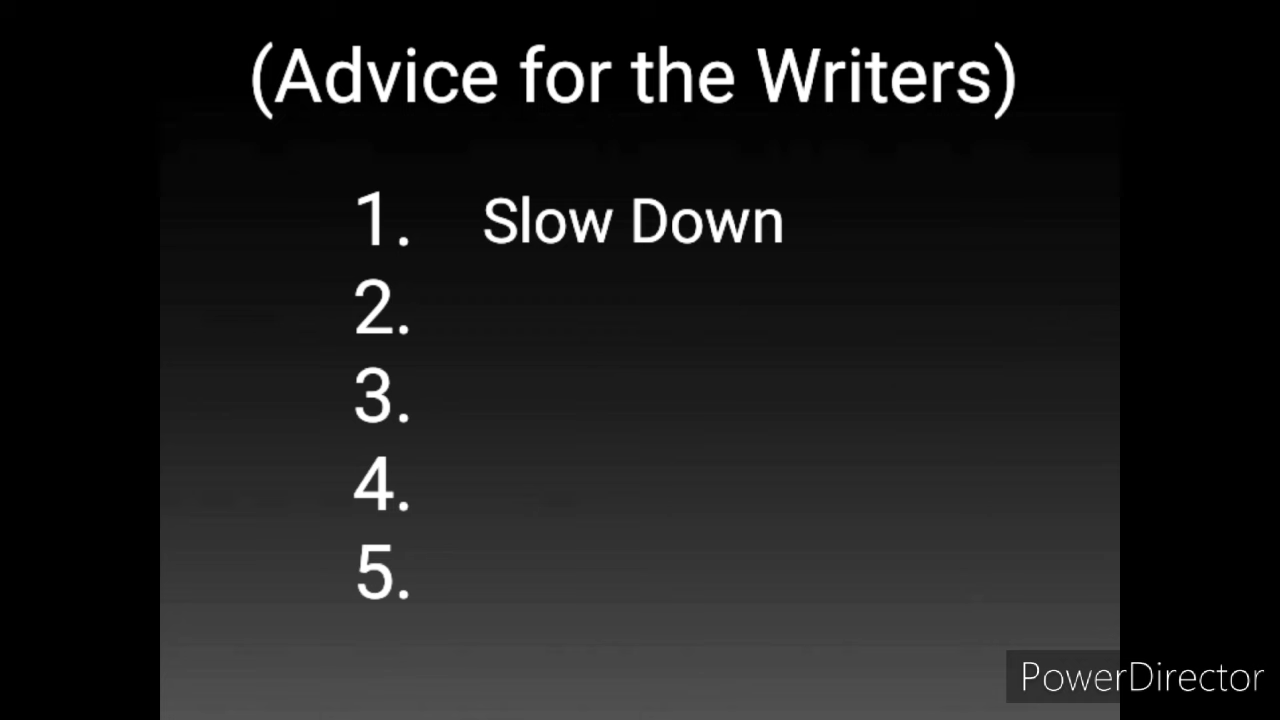 (Advice for the Writers)
1. Slow Down
2.
3.
4.
5.
PowerDirector